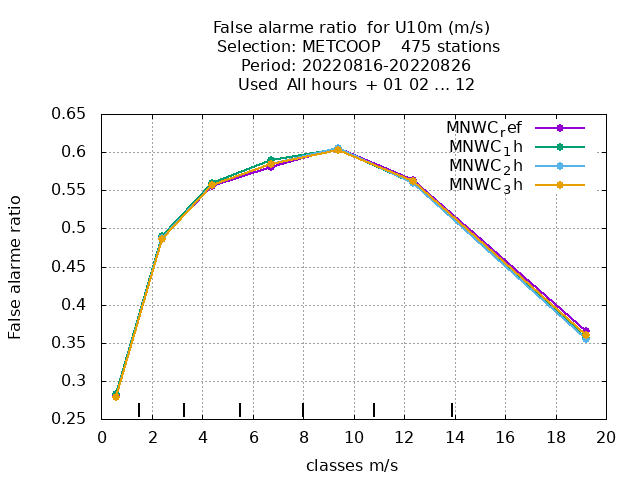 False alarme ratio  for U10m (m/s)
Selection: METCOOP    475 stations
Period: 20220816-20220826
Used  All hours  + 01 02 ... 12
False alarme ratio
0.65
0.6
0.55
0.5
0.45
0.4
0.35
0.3
0.25
MNWC_ref
MNWC_1h
MNWC_2h
MNWC_3h
0 2 4 6 8 10 12 14 16 18 20
classes m/s